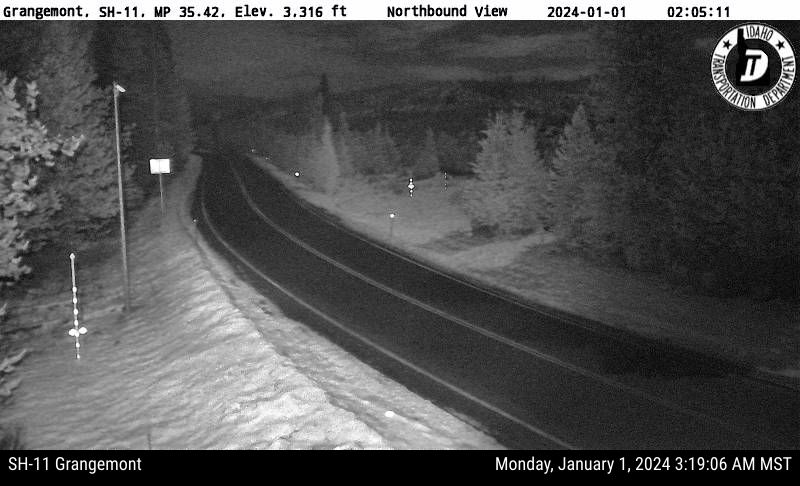 Grangemont, SH-11, MP 35.42, Elev. 3,316 ft Northbound View 2024-01-01 02:05:11
IDAHO
TRANSPORTATION DEPARTMENT
SH-11 Grangemont Monday, January 1, 2024 3:19:06 AM MST